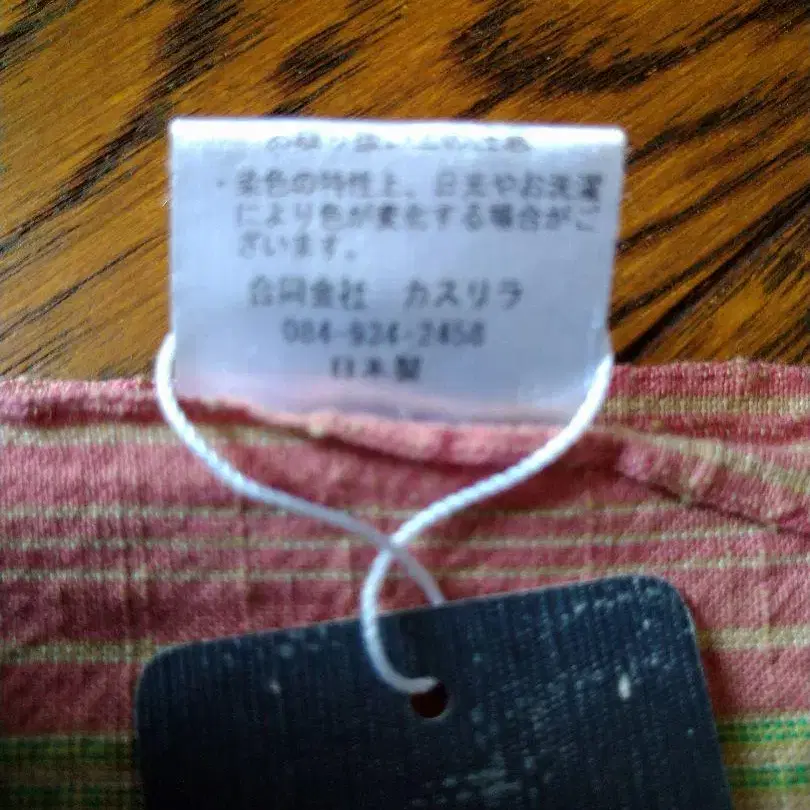 ・染色の特性上、日光やお洗濯
により色が変化する場合がご
ざいます。
合同会社　カスリラ
084-934-2458
日本製